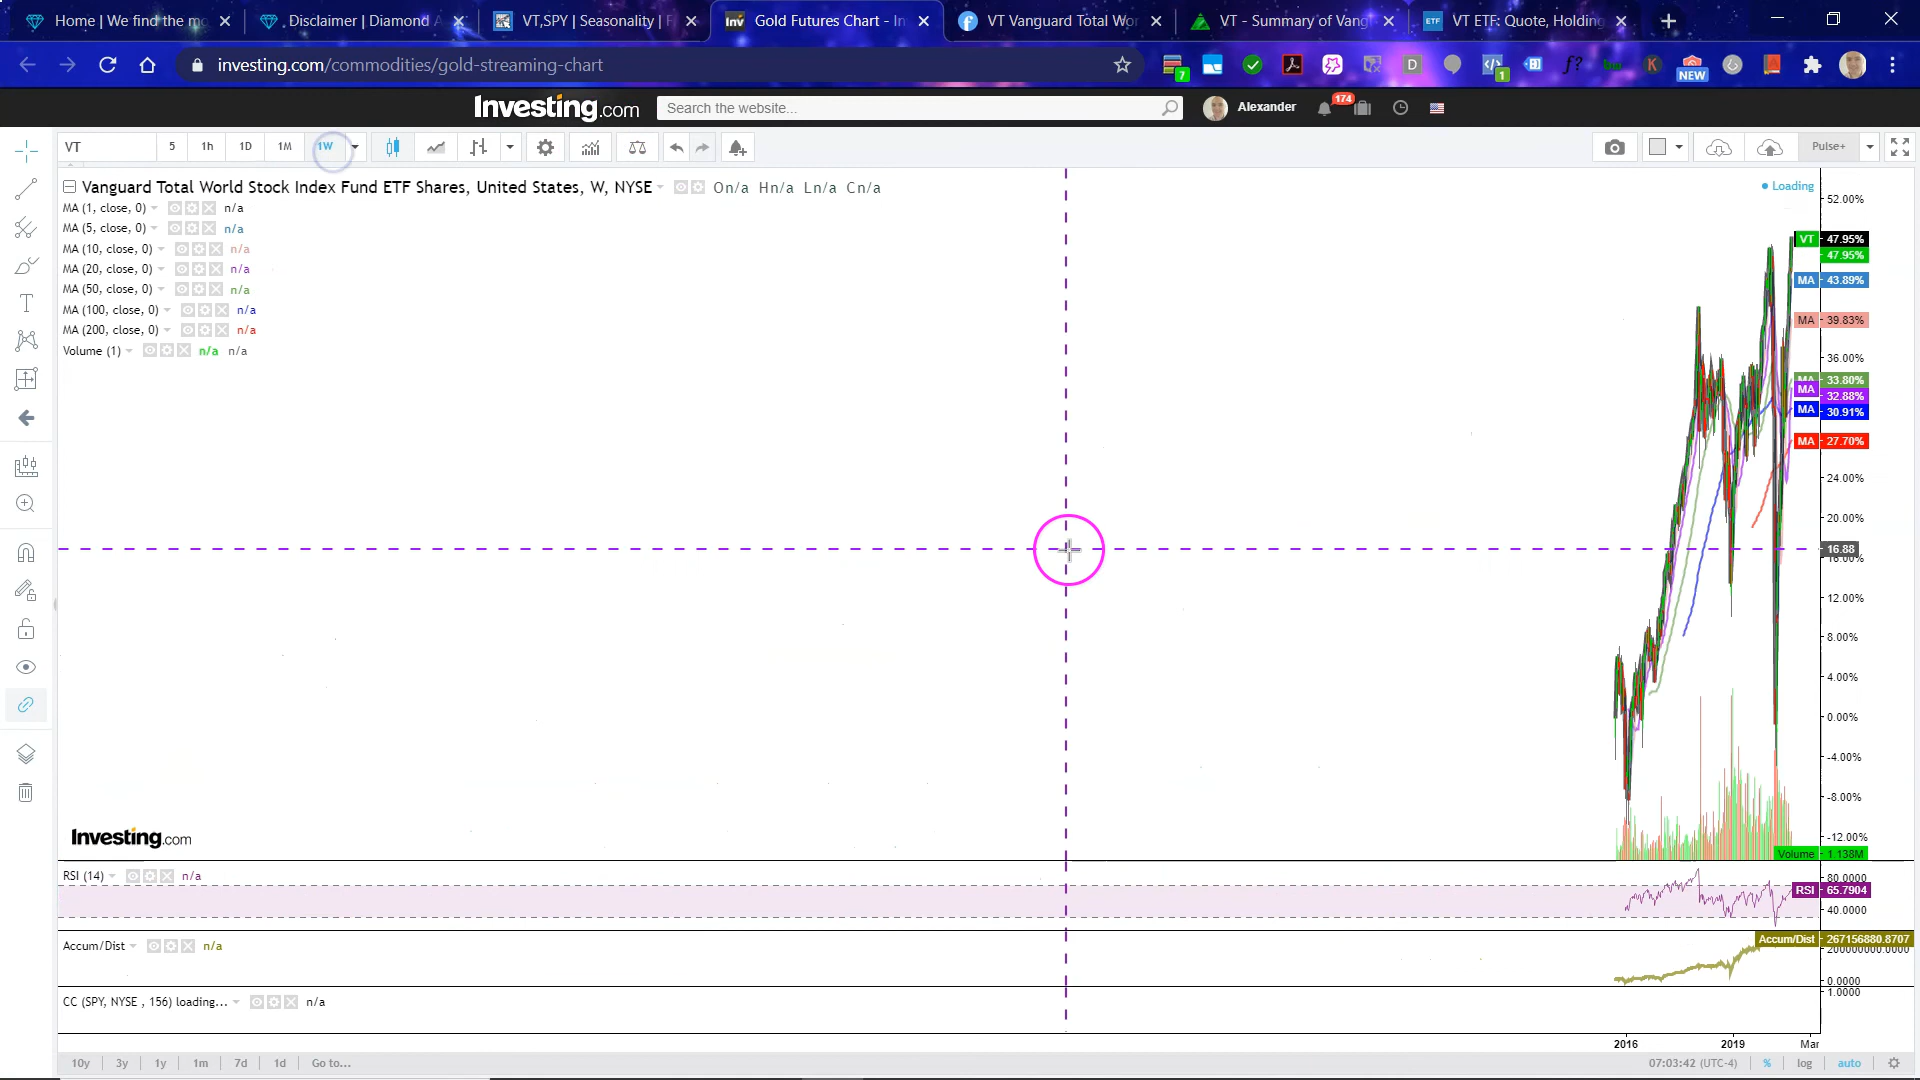 Home | We find the mo
Disclaimer | Diamond A
VT,SPY | Seasonality | F
Gold Futures Chart - In
VT Vanguard Total Wor
VT - Summary of Vang
VT ETF: Quote, Holding
investing.com/commodities/gold-streaming-chart
7
1
NEW
Investing.com
Search the website...
Alexander
174
VT
5
1h
1D
1M
1W
Pulse+
Vanguard Total World Stock Index Fund ETF Shares, United States, W, NYSE
On/a Hn/a Ln/a Cn/a
Loading
MA (1, close, 0) n/a
MA (5, close, 0) n/a
MA (10, close, 0) n/a
MA (20, close, 0) n/a
MA (50, close, 0) n/a
MA (100, close, 0) n/a
MA (200, close, 0) n/a
Volume (1) n/a n/a
52.00%
VT 47.95%
47.95%
MA 43.89%
MA 39.83%
36.00%
MA 33.80%
MA 32.88%
MA 30.91%
MA 27.70%
24.00%
20.00%
16.88
16.00%
12.00%
8.00%
4.00%
0.00%
-4.00%
-8.00%
-12.00%
Volume 1.138M
Investing.com
RSI (14) n/a
80.0000
RSI 65.7904
40.0000
Accum/Dist n/a
Accum/Dist 267156880.8707
200000000.0000
0.0000
CC (SPY, NYSE , 156) loading... n/a
1.0000
2016
2019
Mar
10y
3y
1y
1m
7d
1d
Go to...
07:03:42 (UTC-4)
%
log
auto